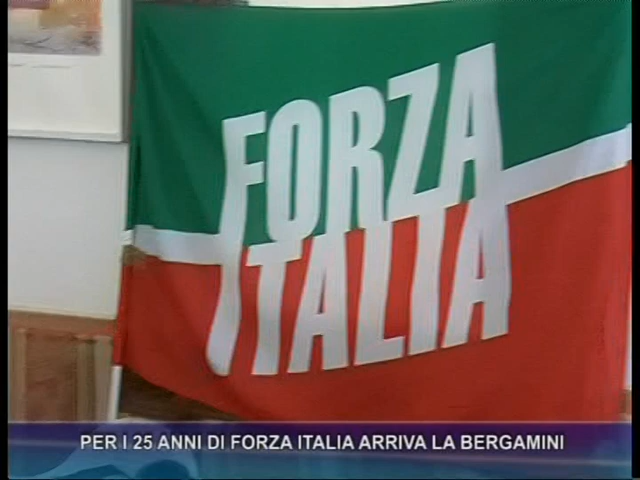 FORZA
ITALIA
PER I 25 ANNI DI FORZA ITALIA ARRIVA LA BERGAMINI